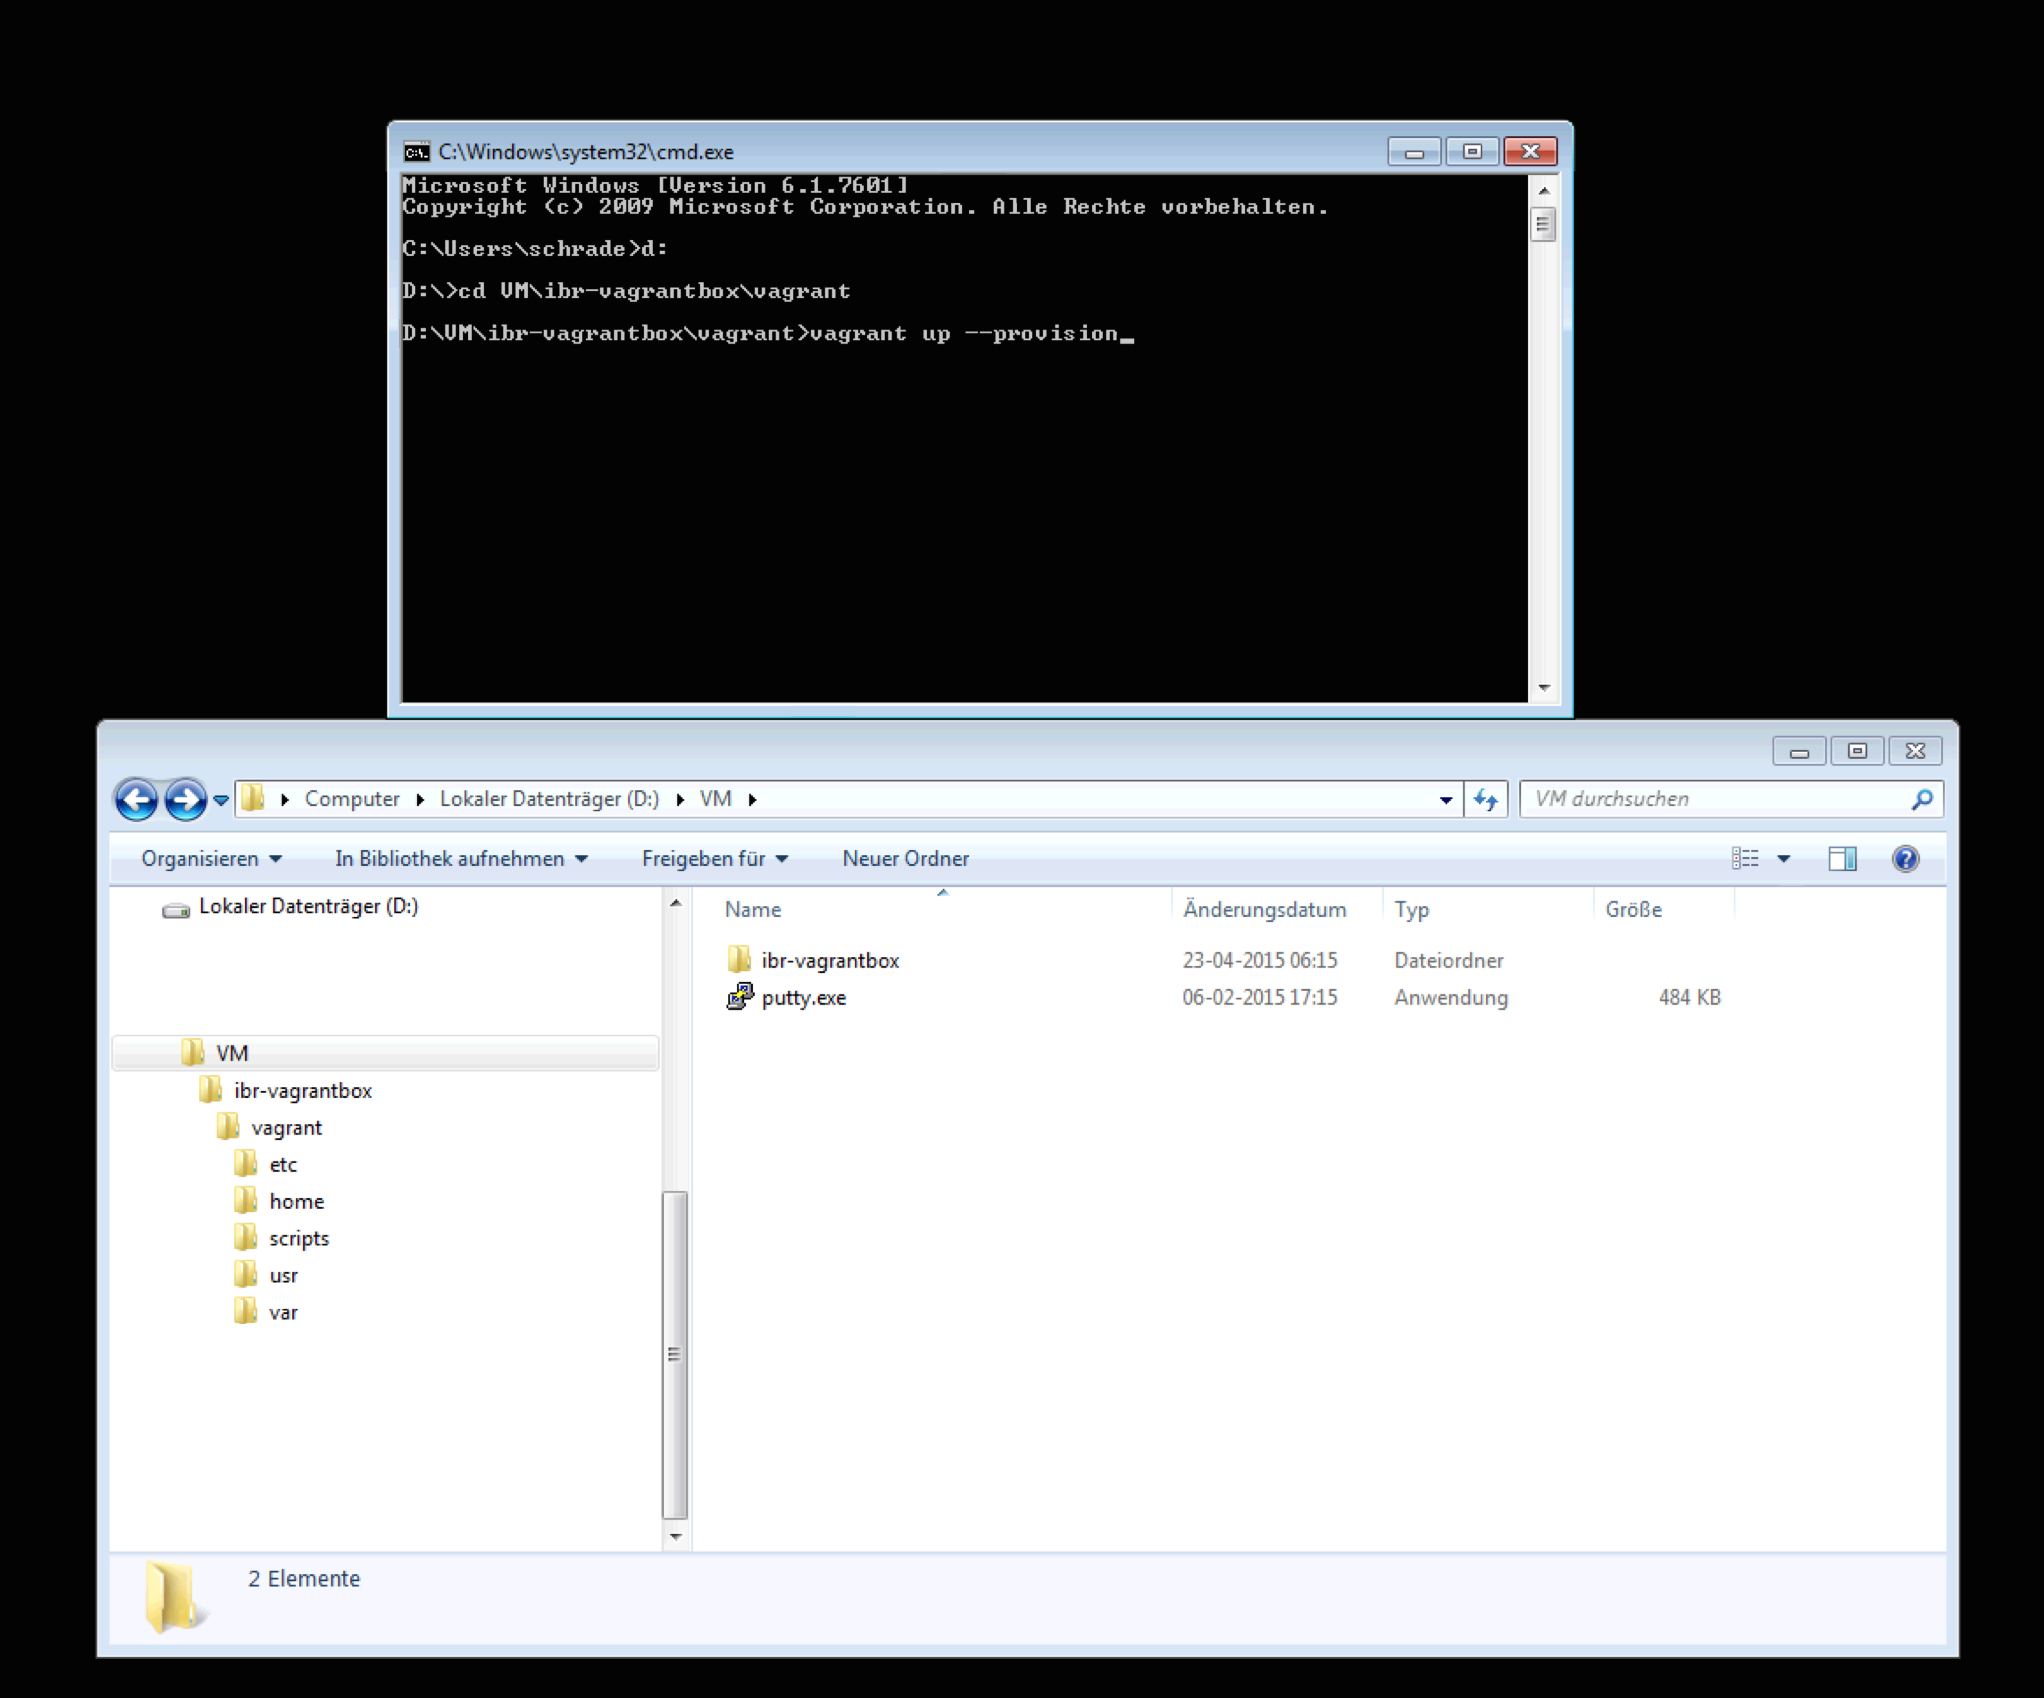 C:\Windows\system32\cmd.exe
Microsoft Windows [Version 6.1.7601]
Copyright (c) 2009 Microsoft Corporation. Alle Rechte vorbehalten.
C:\Users\schrade>d:
D:\>cd VM\ibr-vagrantbox\vagrant
D:\VM\ibr-vagrantbox\vagrant>vagrant up --provision_
Computer Lokaler Datenträger (D:) VM
VM durchsuchen
Organisieren In Bibliothek aufnehmen Freigeben für Neuer Ordner
Lokaler Datenträger (D:)
VM
ibr-vagrantbox
vagrant
etc
home
scripts
usr
var
Name Änderungsdatum Typ Größe
ibr-vagrantbox 23-04-2015 06:15 Dateiordner
putty.exe 06-02-2015 17:15 Anwendung 484 KB
2 Elemente